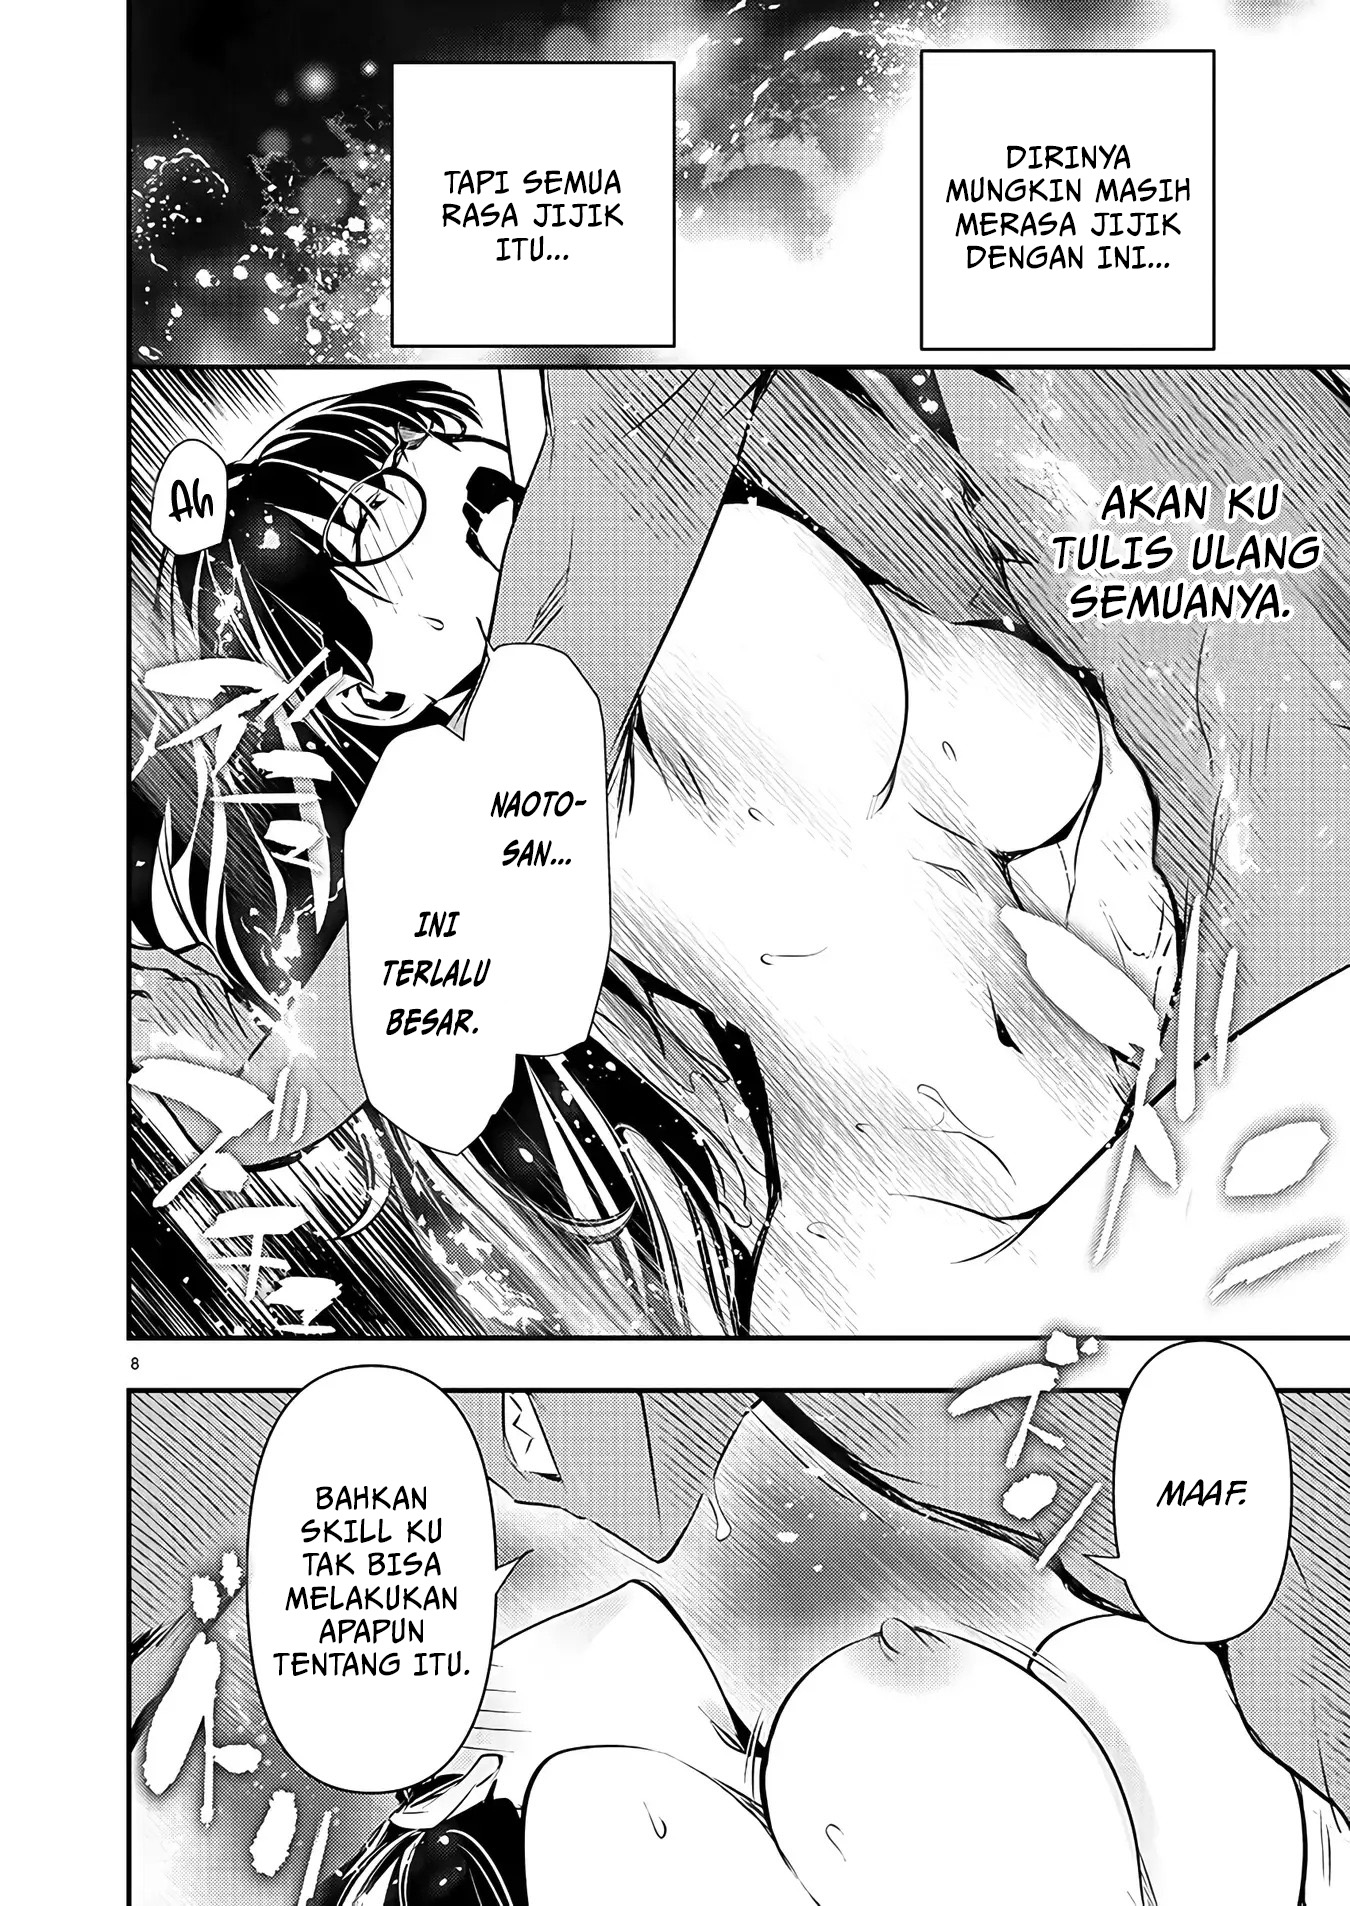 DIRINYA
MUNGKIN MASIH
MERASA JIJIK
DENGAN INI...
TAPI SEMUA
RASA JIJIK
ITU...
AKAN KU
TULIS ULANG
SEMUANYA.
Ah
NAOTO-
SAN...
INI
TERLALU
BESAR.
8
MAAF.
BAHKAN
SKILL KU
TAK BISA
MELAKUKAN
APAPUN
TENTANG ITU.